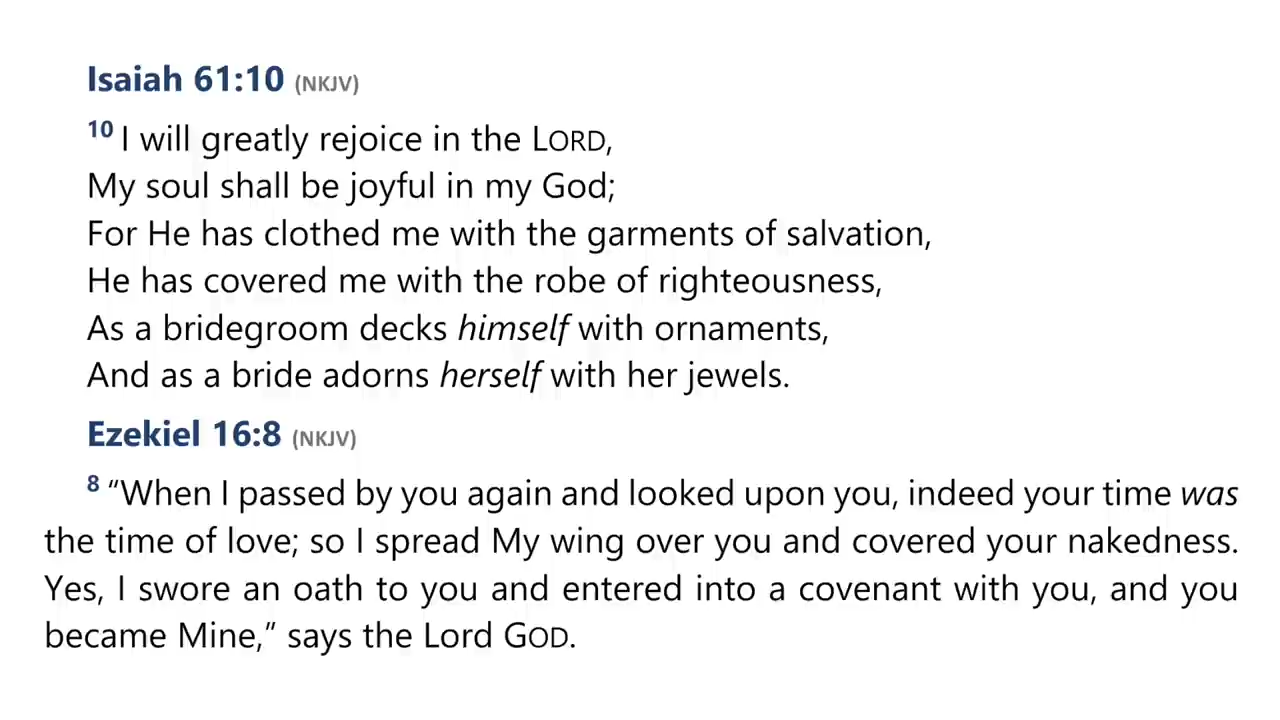 Isaiah 61:10 (NKJV)
10 I will greatly rejoice in the LORD,
My soul shall be joyful in my God;
For He has clothed me with the garments of salvation,
He has covered me with the robe of righteousness,
As a bridegroom decks himself with ornaments,
And as a bride adorns herself with her jewels.
Ezekiel 16:8 (NKJV)
8 “When I passed by you again and looked upon you, indeed your time was
the time of love; so I spread My wing over you and covered your nakedness.
Yes, I swore an oath to you and entered into a covenant with you, and you
became Mine,” says the Lord GOD.